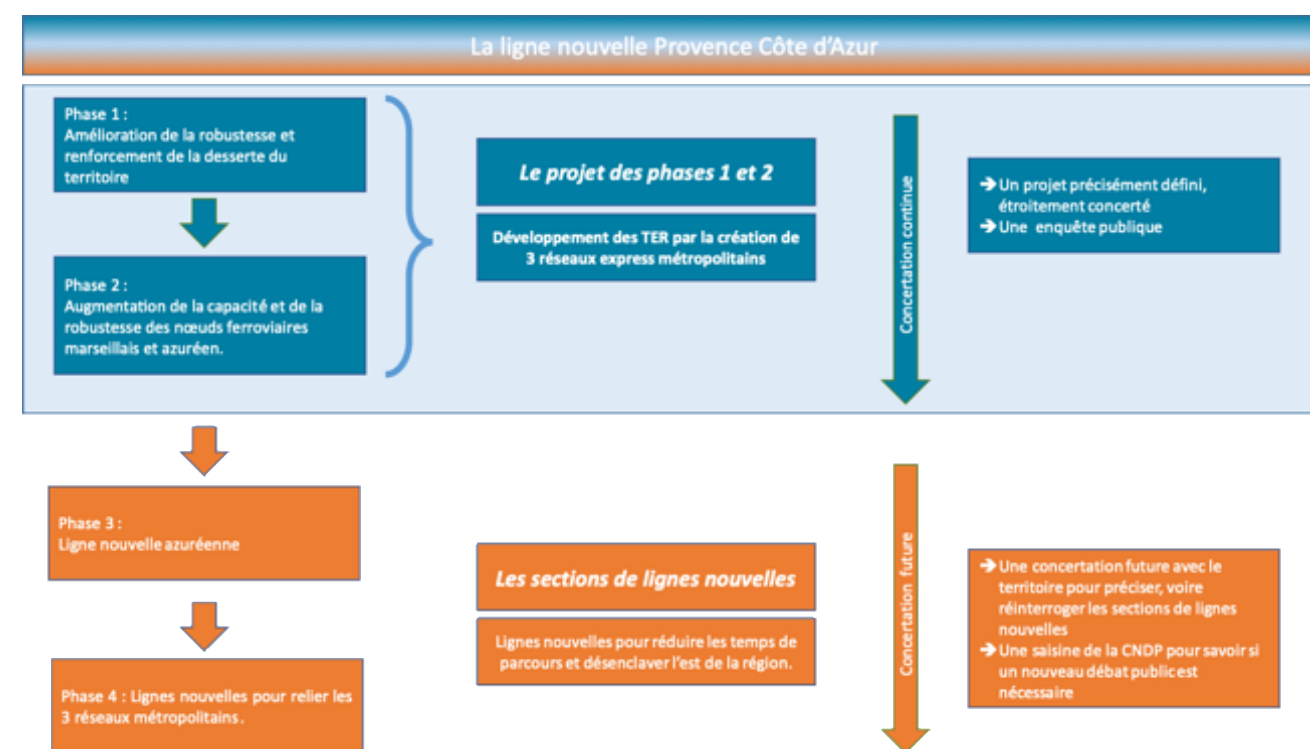 La ligne nouvelle Provence Côte d'Azur
Phase 1 :
Amélioration de la robustesse et
renforcement de la desserte du
territoire
Phase 2 :
Augmentation de la capacité et de la
robustesse des nœuds ferroviaires
marseillais et azuréen.
Le projet des phases 1 et 2
Développement des TER par la création de
3 réseaux express métropolitains
Concertation continue
➔ Un projet précisément défini,
étroitement concerté
➔ Une enquête publique
Phase 3 :
Ligne nouvelle azuréenne
Phase 4 : Lignes nouvelles pour relier les
3 réseaux métropolitains.
Les sections de lignes nouvelles
Lignes nouvelles pour réduire les temps de
parcours et désenclaver l'est de la région.
Concertation future
➔ Une concertation future avec le
territoire pour préciser, voire
réinterroger les sections de lignes
nouvelles
➔ Une saisine de la CNDP pour savoir si
un nouveau débat public est
nécessaire